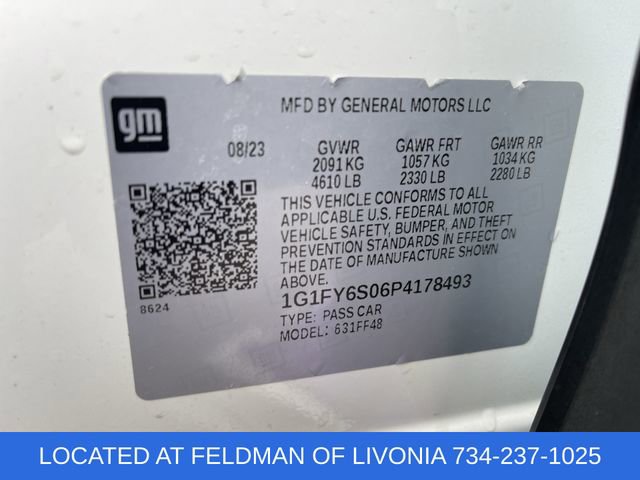 gm
MFD BY GENERAL MOTORS LLC
08/23 GVWR GAWR FRT GAWR RR
2091 KG 1057 KG 1034 KG
4610 LB 2330 LB 2280 LB
THIS VEHICLE CONFORMS TO ALL
APPLICABLE U.S. FEDERAL MOTOR
VEHICLE SAFETY, BUMPER, AND THEFT
PREVENTION STANDARDS IN EFFECT ON
THE DATE OF MANUFACTURE SHOWN
ABOVE.
8624
1G1FY6S06P4178493
TYPE: PASS CAR
MODEL: 631FF48
LOCATED AT FELDMAN OF LIVONIA 734-237-1025